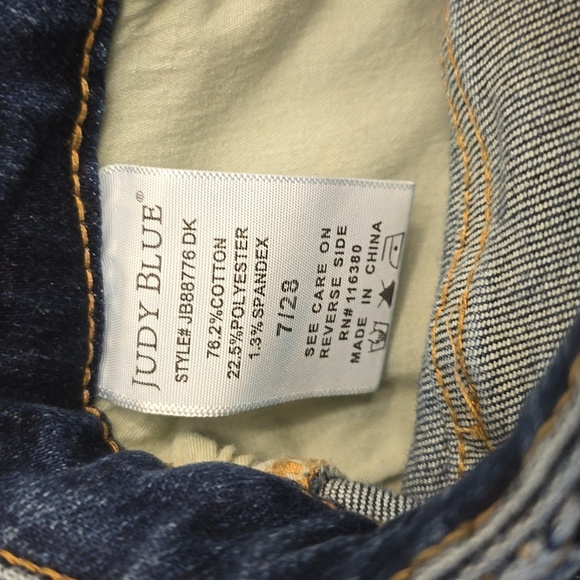 JUDY BLUE®
STYLE# JB88776 DK
76.2%COTTON
22.5%POLYESTER
1.3%SPANDEX
7/28
SEE CARE ON
REVERSE SIDE
RN# 116380
MADE IN CHINA